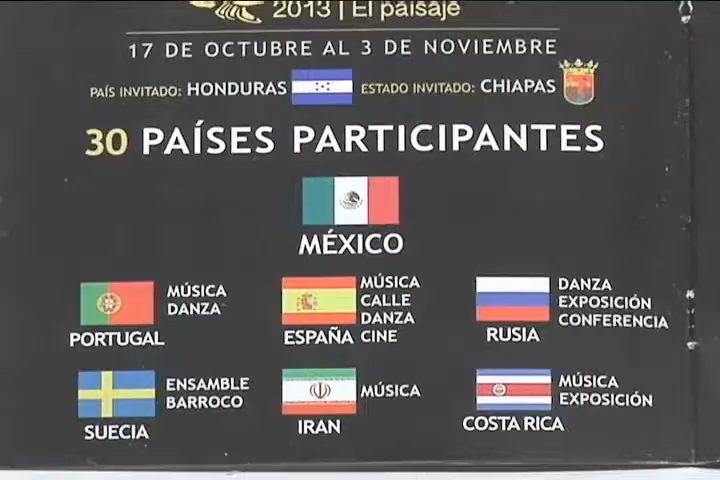 2013 | El paisaje
17 DE OCTUBRE AL 3 DE NOVIEMBRE
PAÍS INVITADO: HONDURAS ESTADO INVITADO: CHIAPAS
30 PAÍSES PARTICIPANTES
MÉXICO
MÚSICA
DANZA
PORTUGAL
MÚSICA
CALLE
DANZA
CINE
ESPAÑA
DANZA
EXPOSICIÓN
CONFERENCIA
RUSIA
ENSAMBLE
BARROCO
SUECIA
MÚSICA
IRAN
MÚSICA
EXPOSICIÓN
COSTA RICA